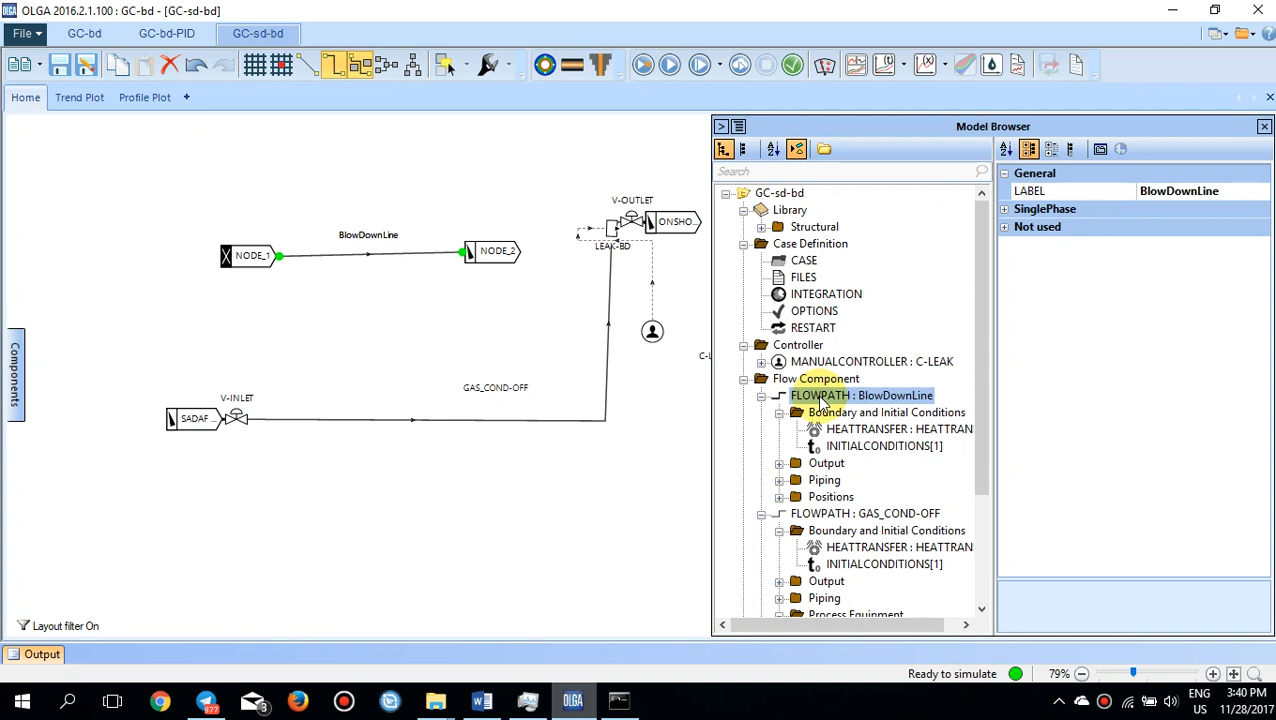 OLGA 2016.2.1.100 : GC-bd - [GC-sd-bd]
File GC-bd GC-bd-PID GC-sd-bd
Home Trend Plot Profile Plot +
Model Browser
Search
GC-sd-bd
Library
Structural
Case Definition
CASE
FILES
INTEGRATION
OPTIONS
RESTART
Controller
MANUALCONTROLLER : C-LEAK
Flow Component
FLOWPATH : BlowDownLine
Boundary and Initial Conditions
HEATTRANSFER : HEATTRAN
INITIALCONDITIONS[1]
Output
Piping
Positions
FLOWPATH : GAS_COND-OFF
Boundary and Initial Conditions
HEATTRANSFER : HEATTRAN
INITIALCONDITIONS[1]
Output
Piping
Process Equipment
General
LABEL BlowDownLine
SinglePhase
Not used
V-OUTLET
ONSHO...
LEAK-BD
BlowDownLine
NODE_1
NODE_2
C-L
GAS_COND-OFF
V-INLET
SADAF
Components
Layout filter On
Output
Ready to simulate 79%
977
3
ENG
US
3:40 PM
11/28/2017